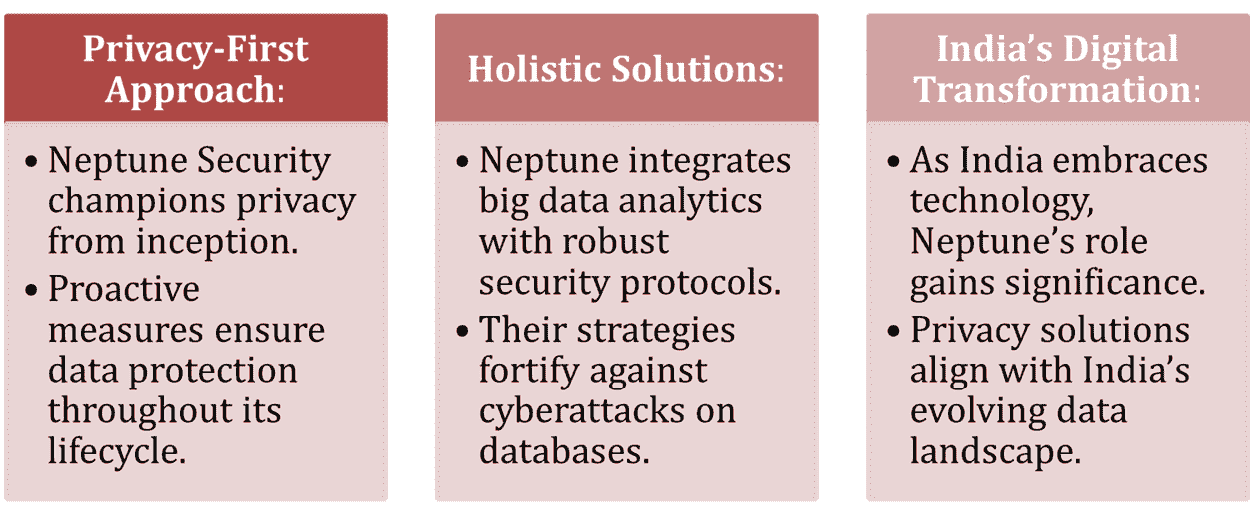 Privacy-First
Approach:
• Neptune Security
champions privacy
from inception.
• Proactive
measures ensure
data protection
throughout its
lifecycle.
Holistic Solutions:
• Neptune integrates
big data analytics
with robust
security protocols.
• Their strategies
fortify against
cyberattacks on
databases.
India’s Digital
Transformation:
• As India embraces
technology,
Neptune’s role
gains significance.
• Privacy solutions
align with India’s
evolving data
landscape.